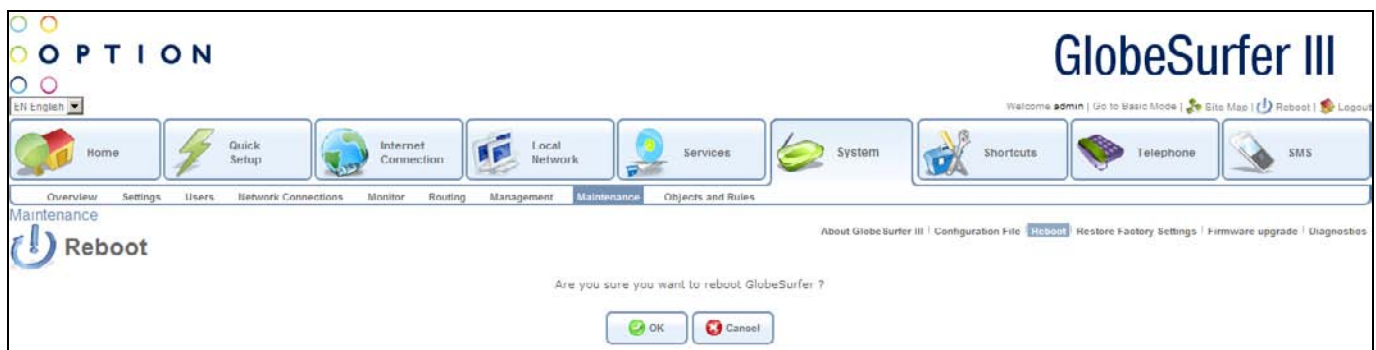 OPTION
GlobeSurfer III
EN English
Welcome admin | Go to Basic Mode | Site Map | Reboot | Logout
Home
Quick Setup
Internet Connection
Local Network
Services
System
Shortcuts
Telephone
SMS
Overview Settings Users Network Connections Monitor Routing Management Maintenance Objects and Rules
Maintenance
Reboot
About GlobeSurfer III | Configuration File | Reboot | Restore Factory Settings | Firmware upgrade | Diagnostics
Are you sure you want to reboot GlobeSurfer ?
OK Cancel